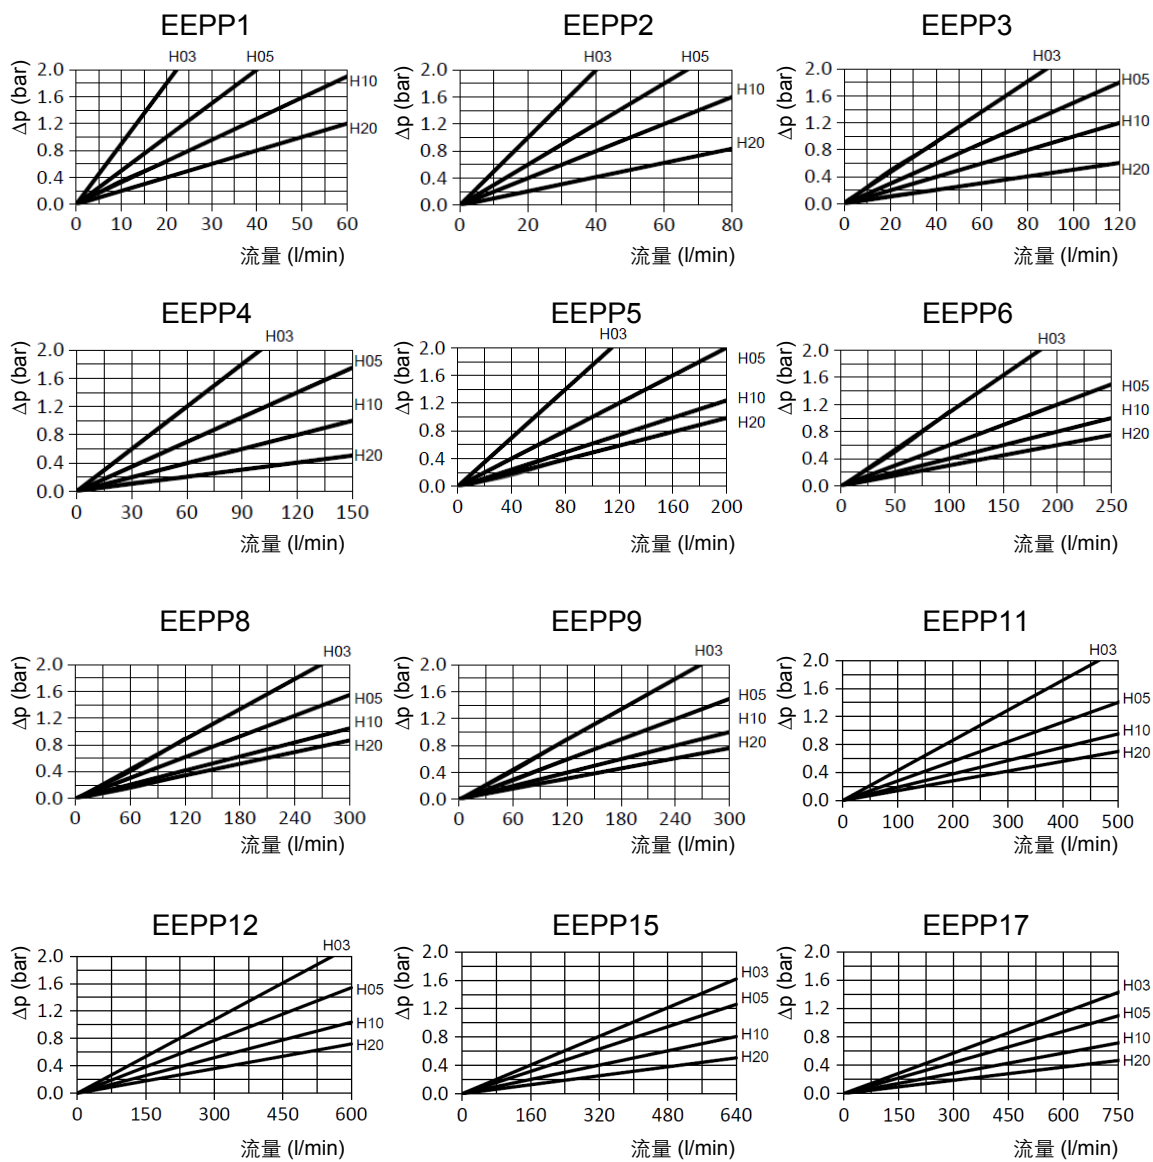 EEPP1 EEPP2 EEPP3
H03 H05 H03 H05 H03
Δp (bar) 2.0 1.6 1.2 0.8 0.4 0.0 H10 H20
0 10 20 30 40 50 60
流量 (l/min)
Δp (bar) 2.0 1.6 1.2 0.8 0.4 0.0 H10 H20
0 20 40 60 80
流量 (l/min)
Δp (bar) 2.0 1.6 1.2 0.8 0.4 0.0 H05 H10 H20
0 20 40 60 80 100 120
流量 (l/min)
EEPP4 EEPP5 EEPP6
H03 H03 H03
Δp (bar) 2.0 1.6 1.2 0.8 0.4 0.0 H05 H10 H20
0 30 60 90 120 150
流量 (l/min)
Δp (bar) 2.0 1.6 1.2 0.8 0.4 0.0 H05 H10 H20
0 40 80 120 160 200
流量 (l/min)
Δp (bar) 2.0 1.6 1.2 0.8 0.4 0.0 H05 H10 H20
0 50 100 150 200 250
流量 (l/min)
EEPP8 EEPP9 EEPP11
H03 H03 H03
Δp (bar) 2.0 1.6 1.2 0.8 0.4 0.0 H05 H10 H20
0 60 120 180 240 300
流量 (l/min)
Δp (bar) 2.0 1.6 1.2 0.8 0.4 0.0 H05 H10 H20
0 60 120 180 240 300
流量 (l/min)
Δp (bar) 2.0 1.6 1.2 0.8 0.4 0.0 H05 H10 H20
0 100 200 300 400 500
流量 (l/min)
EEPP12 EEPP15 EEPP17
H03
Δp (bar) 2.0 1.6 1.2 0.8 0.4 0.0 H05 H10 H20
0 150 300 450 600
流量 (l/min)
Δp (bar) 2.0 1.6 1.2 0.8 0.4 0.0 H03 H05 H10 H20
0 160 320 480 640
流量 (l/min)
Δp (bar) 2.0 1.6 1.2 0.8 0.4 0.0 H03 H05 H10 H20
0 150 300 450 600 750
流量 (l/min)